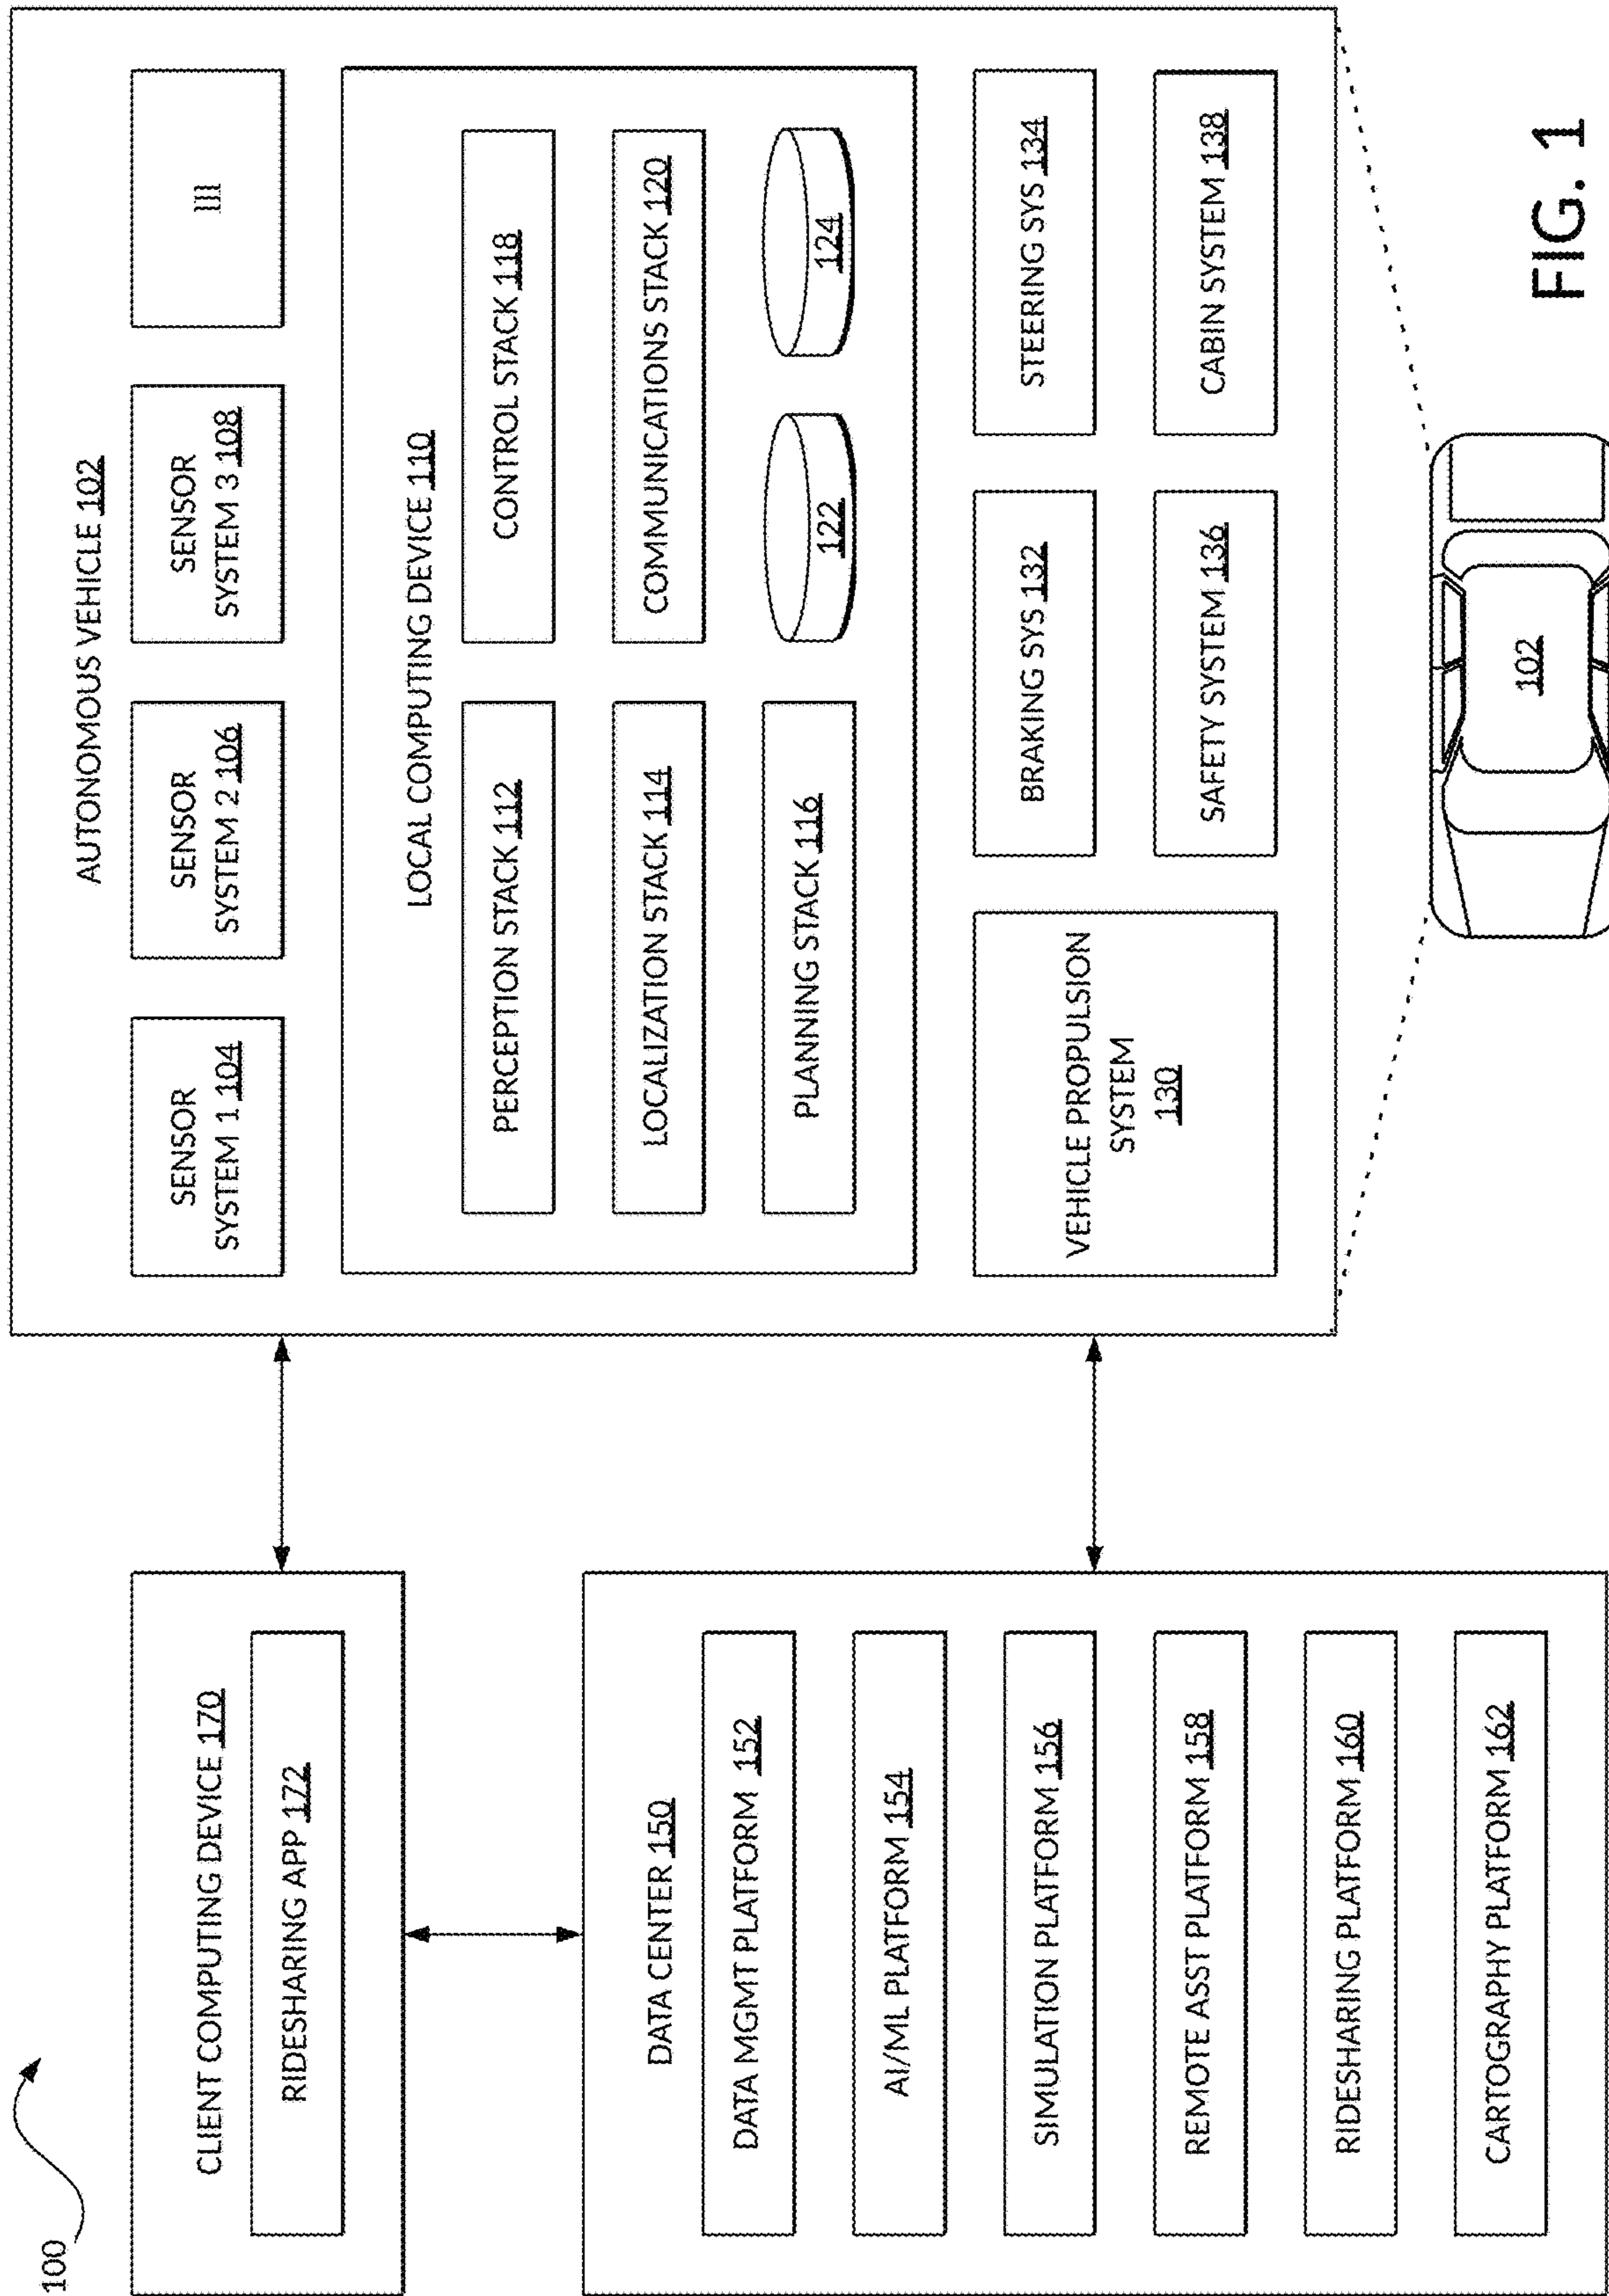 100
CLIENT COMPUTING DEVICE 170
RIDESHARING APP 172
DATA CENTER 150
DATA MGMT PLATFORM 152
AI/ML PLATFORM 154
SIMULATION PLATFORM 156
REMOTE ASST PLATFORM 158
RIDESHARING PLATFORM 160
CARTOGRAPHY PLATFORM 162
AUTONOMOUS VEHICLE 102
SENSOR
SYSTEM 1 104
SENSOR
SYSTEM 2 106
SENSOR
SYSTEM 3 108
111
LOCAL COMPUTING DEVICE 110
PERCEPTION STACK 112
CONTROL STACK 118
LOCALIZATION STACK 114
COMMUNICATIONS STACK 120
PLANNING STACK 116
122
124
VEHICLE PROPULSION
SYSTEM
130
BRAKING SYS 132
STEERING SYS 134
SAFETY SYSTEM 136
CABIN SYSTEM 138
102
FIG. 1